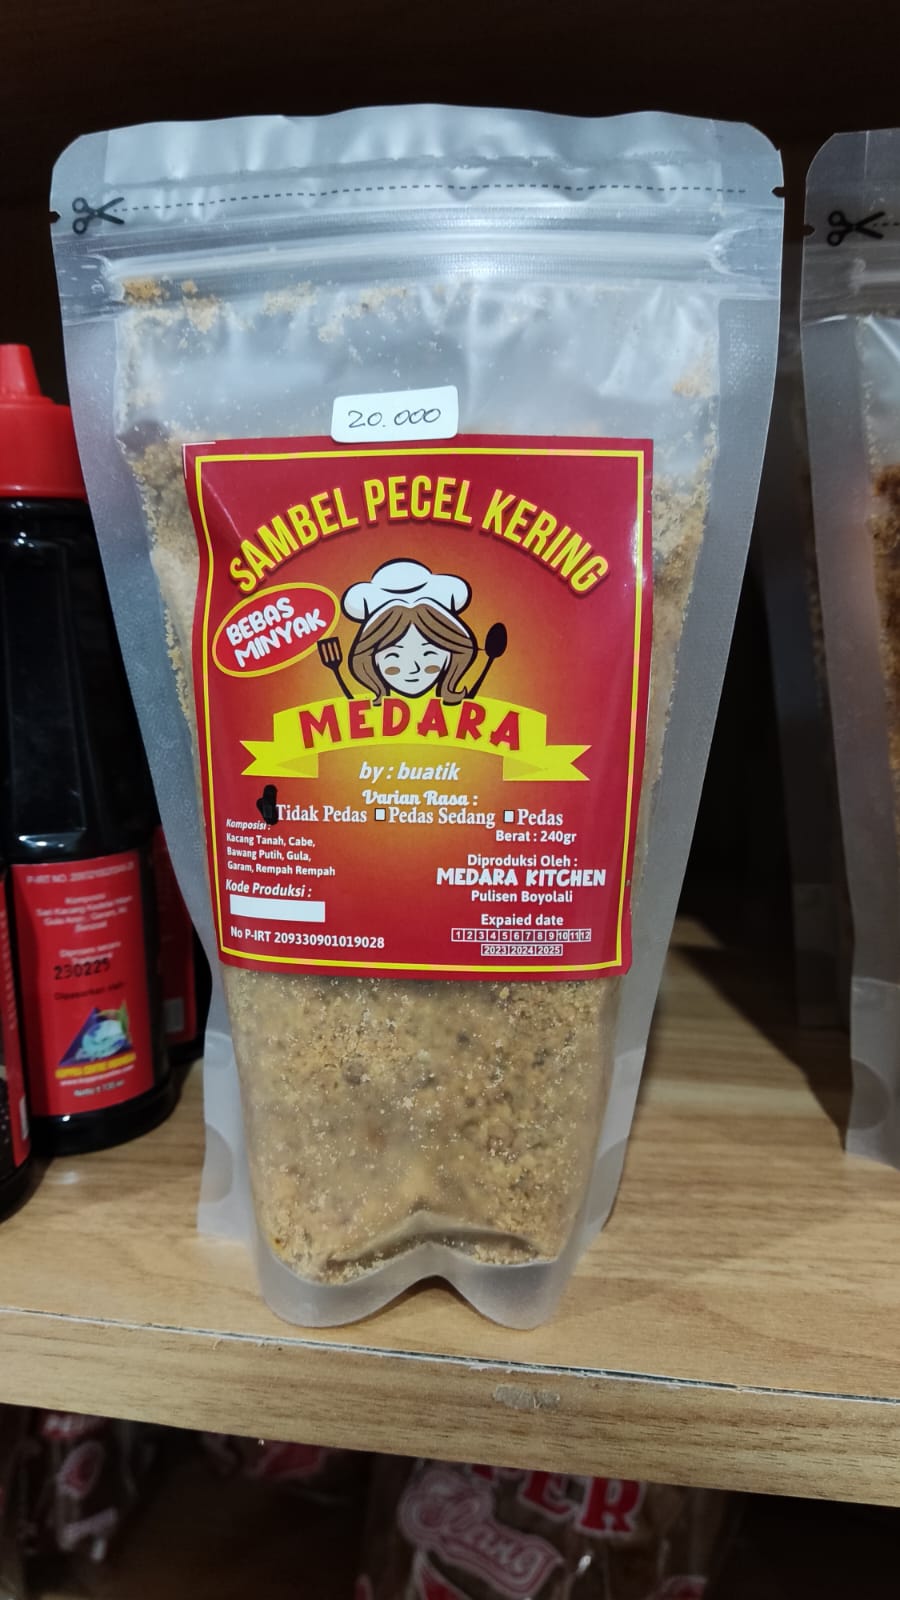 20.000
SAMBEL PECEL KERING
BEBAS
MINYAK
MEDARA
by : buatik
Varian Rasa :
Tidak Pedas Pedas Sedang Pedas
Berat : 240gr
Komposisi :
Kacang Tanah, Cabe,
Bawang Putih, Gula,
Garam, Rempah Rempah
Kode Produksi :
No P-IRT 209330901019028
Diproduksi Oleh :
MEDARA KITCHEN
Pulisen Boyolali
Expaied date
1 2 3 4 5 6 7 8 9 10 11 12
2023 2024 2025
Komposisi
230225